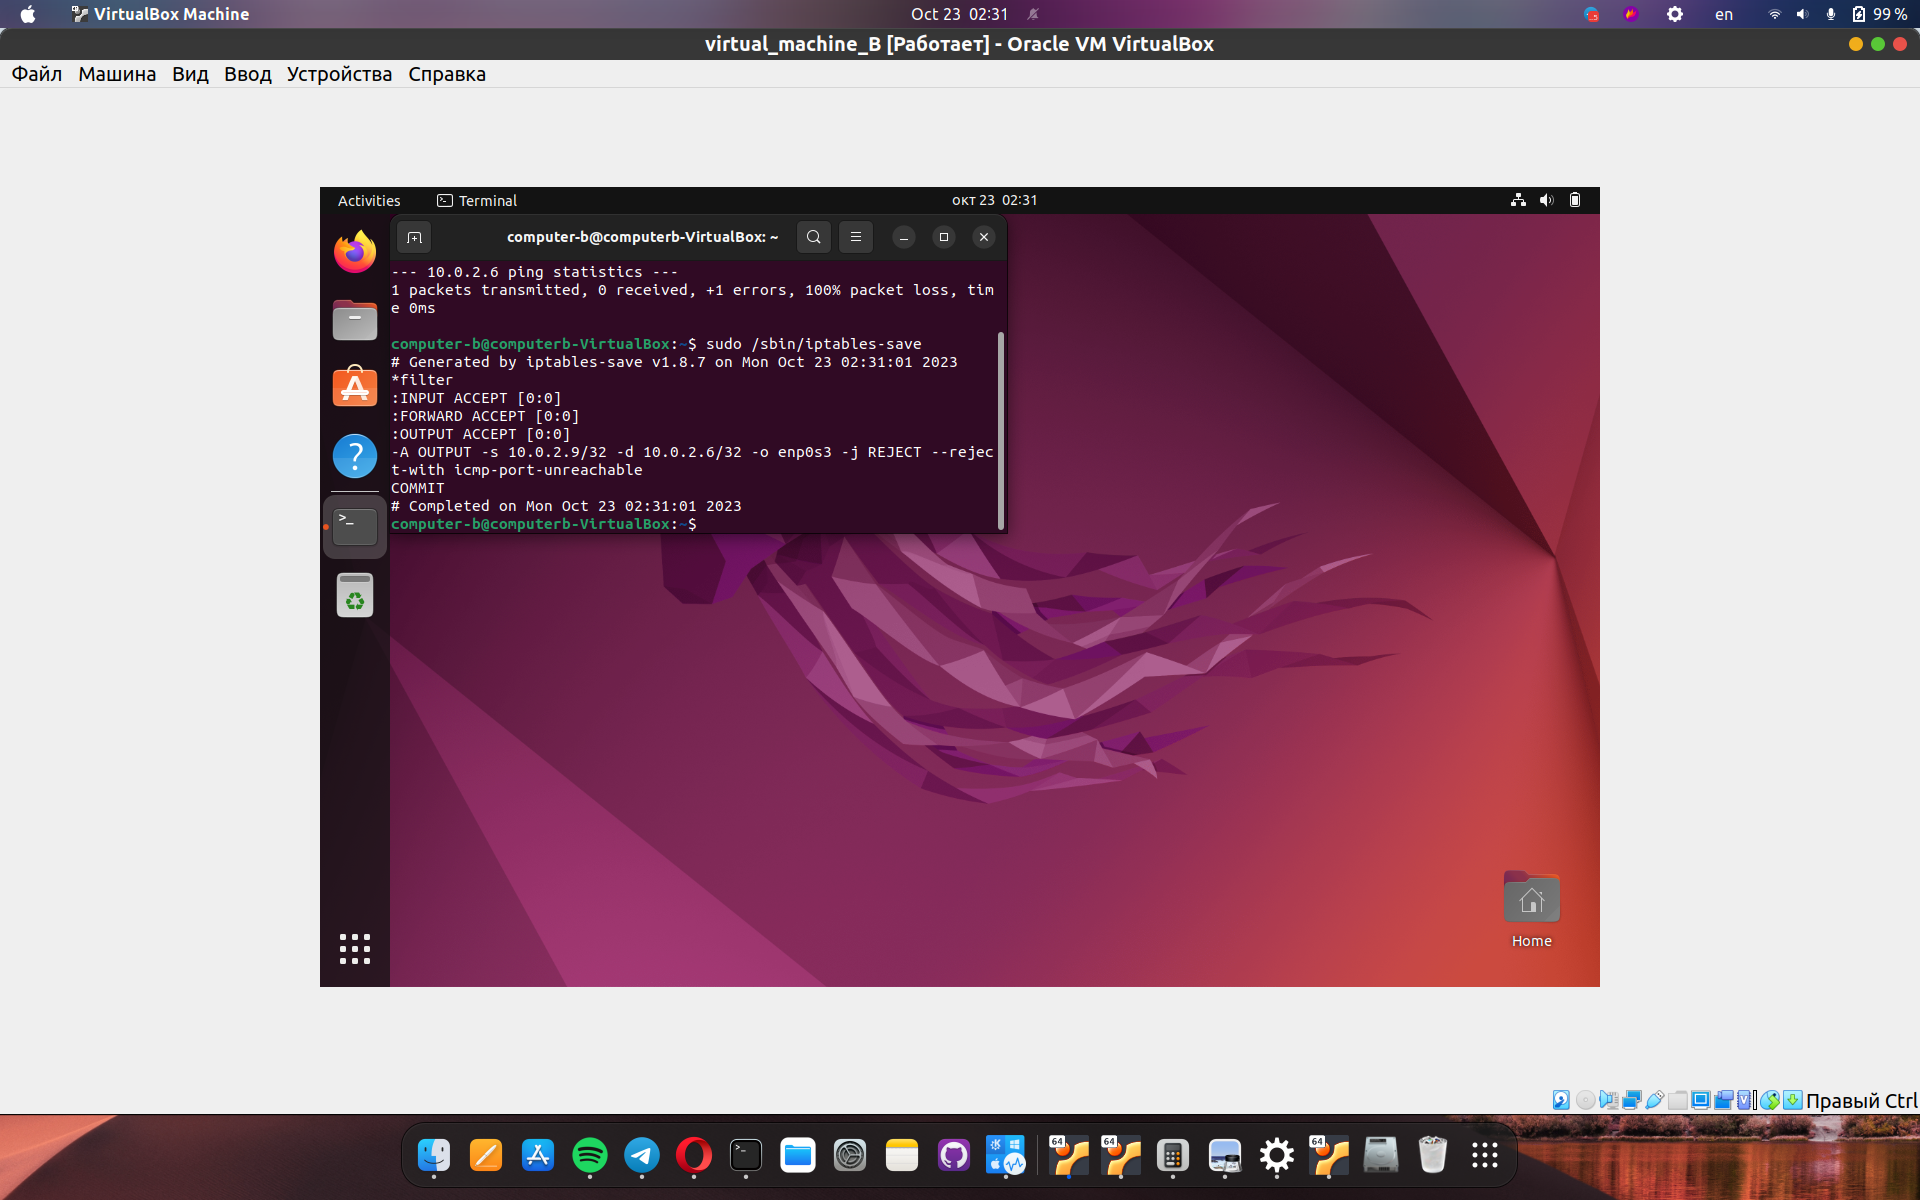 VirtualBox Machine
Oct 23 02:31
en
99 %
virtual_machine_B [Работает] - Oracle VM VirtualBox
Файл Машина Вид Ввод Устройства Справка
Activities
Terminal
окт 23 02:31
computer-b@computerb-VirtualBox: ~
--- 10.0.2.6 ping statistics ---
1 packets transmitted, 0 received, +1 errors, 100% packet loss, tim
e 0ms
computer-b@computerb-VirtualBox:~$ sudo /sbin/iptables-save
# Generated by iptables-save v1.8.7 on Mon Oct 23 02:31:01 2023
*filter
:INPUT ACCEPT [0:0]
:FORWARD ACCEPT [0:0]
:OUTPUT ACCEPT [0:0]
-A OUTPUT -s 10.0.2.9/32 -d 10.0.2.6/32 -o enp0s3 -j REJECT --rejec
t-with icmp-port-unreachable
COMMIT
# Completed on Mon Oct 23 02:31:01 2023
computer-b@computerb-VirtualBox:~$
Home
Правый Ctrl
64
64
64